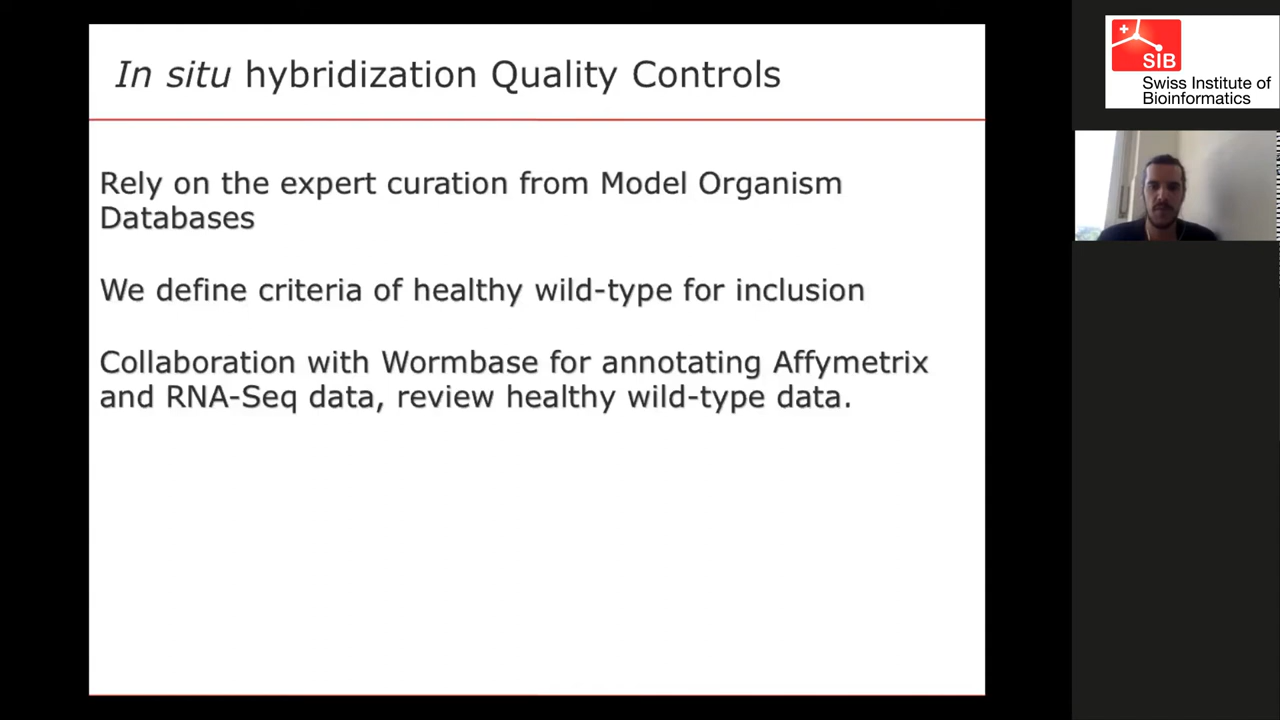 In situ hybridization Quality Controls
Rely on the expert curation from Model Organism
Databases
We define criteria of healthy wild-type for inclusion
Collaboration with Wormbase for annotating Affymetrix
and RNA-Seq data, review healthy wild-type data.
SIB
Swiss Institute of
Bioinformatics